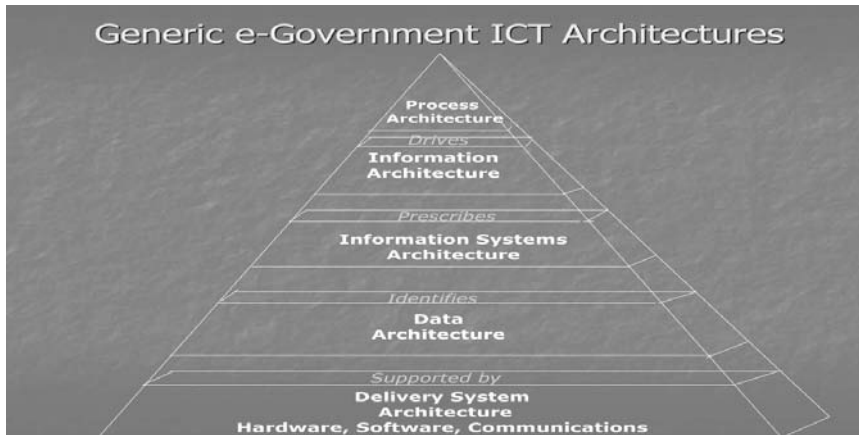 Generic e-Government ICT Architectures
Process
Architecture
Drives
Information
Architecture
Prescribes
Information Systems
Architecture
Identifies
Data
Architecture
Supported by
Delivery System
Architecture
Hardware, Software, Communications